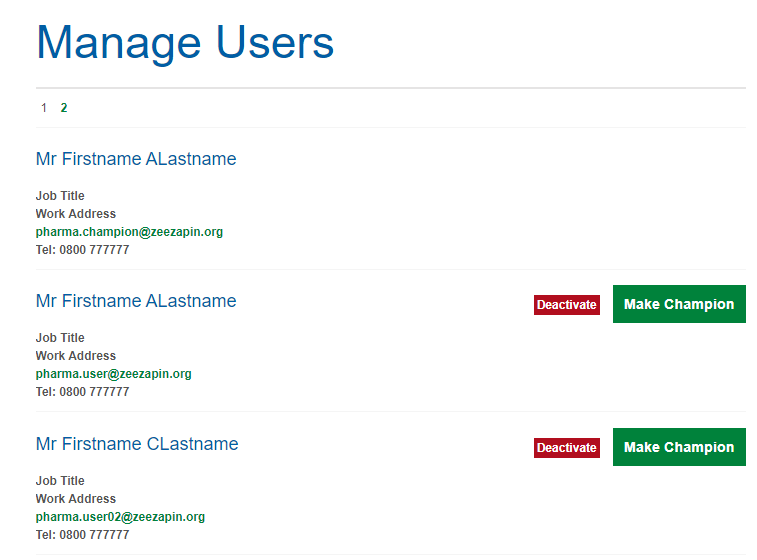 Manage Users
1 2
Mr Firstname ALastname
Job Title
Work Address
pharma.champion@zeezapin.org
Tel: 0800 777777
Mr Firstname ALastname
Deactivate
Make Champion
Job Title
Work Address
pharma.user@zeezapin.org
Tel: 0800 777777
Mr Firstname CLastname
Deactivate
Make Champion
Job Title
Work Address
pharma.user02@zeezapin.org
Tel: 0800 777777